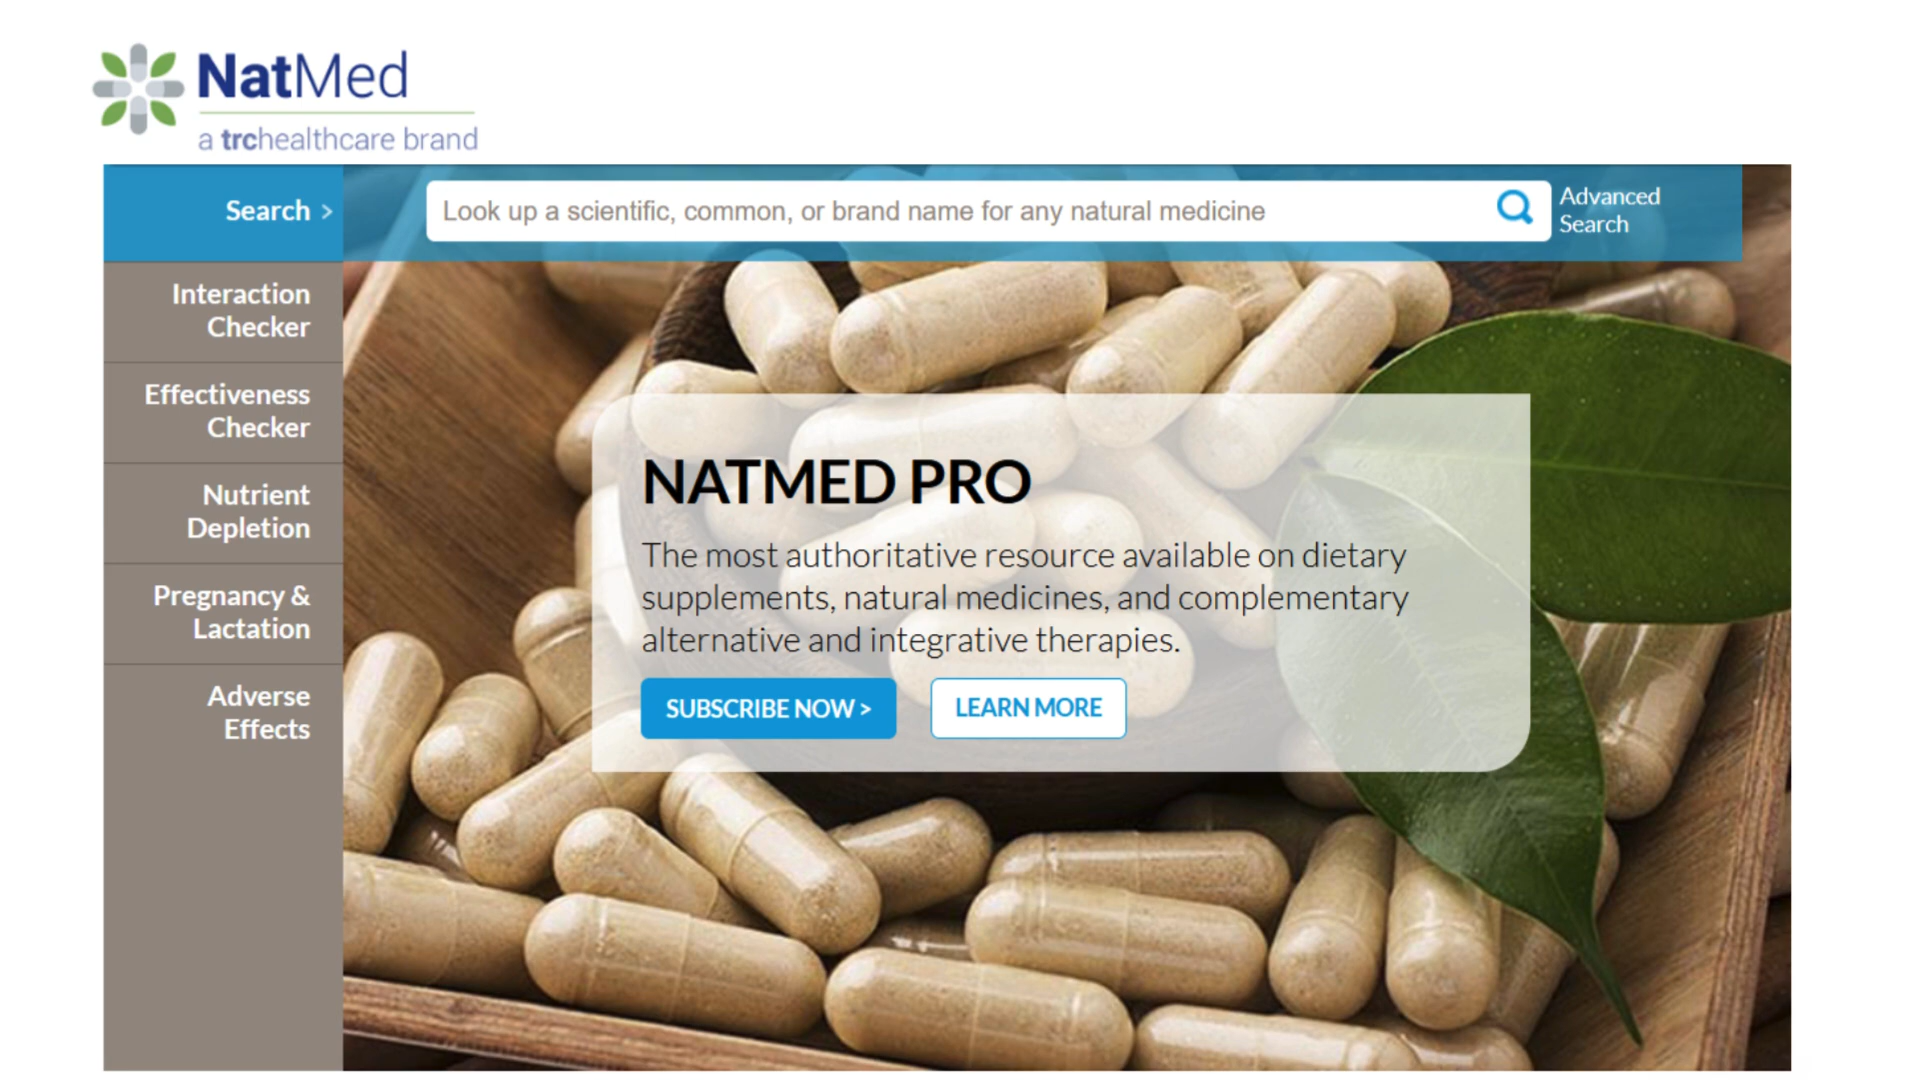 NatMed
a trchealthcare brand
Search >
Look up a scientific, common, or brand name for any natural medicine
Advanced
Search
Interaction
Checker
Effectiveness
Checker
Nutrient
Depletion
Pregnancy &
Lactation
Adverse
Effects
NATMED PRO
The most authoritative resource available on dietary
supplements, natural medicines, and complementary
alternative and integrative therapies.
SUBSCRIBE NOW >
LEARN MORE